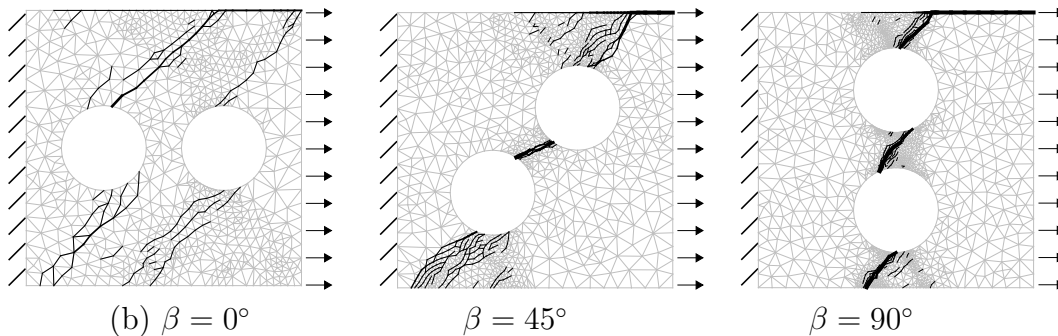 (b) β = 0° β = 45° β = 90°